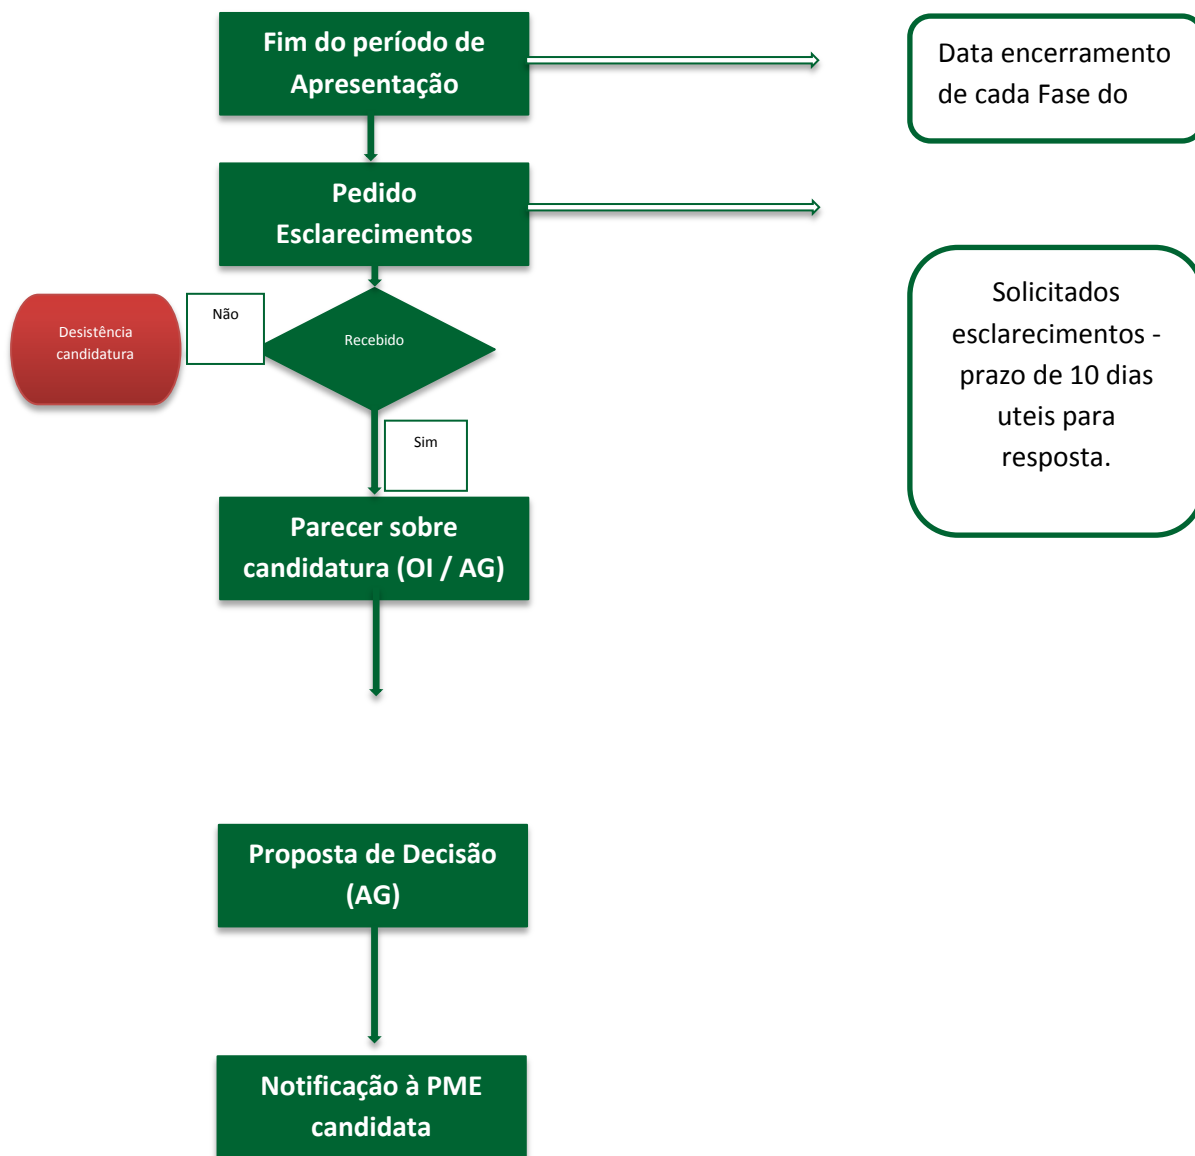 Fim do período de
Apresentação
Data encerramento
de cada Fase do
Pedido
Esclarecimentos
Solicitados
esclarecimentos -
prazo de 10 dias
uteis para
resposta.
Não
Desistência
candidatura
Recebido
Sim
Parecer sobre
candidatura (OI / AG)
Proposta de Decisão
(AG)
Notificação à PME
candidata